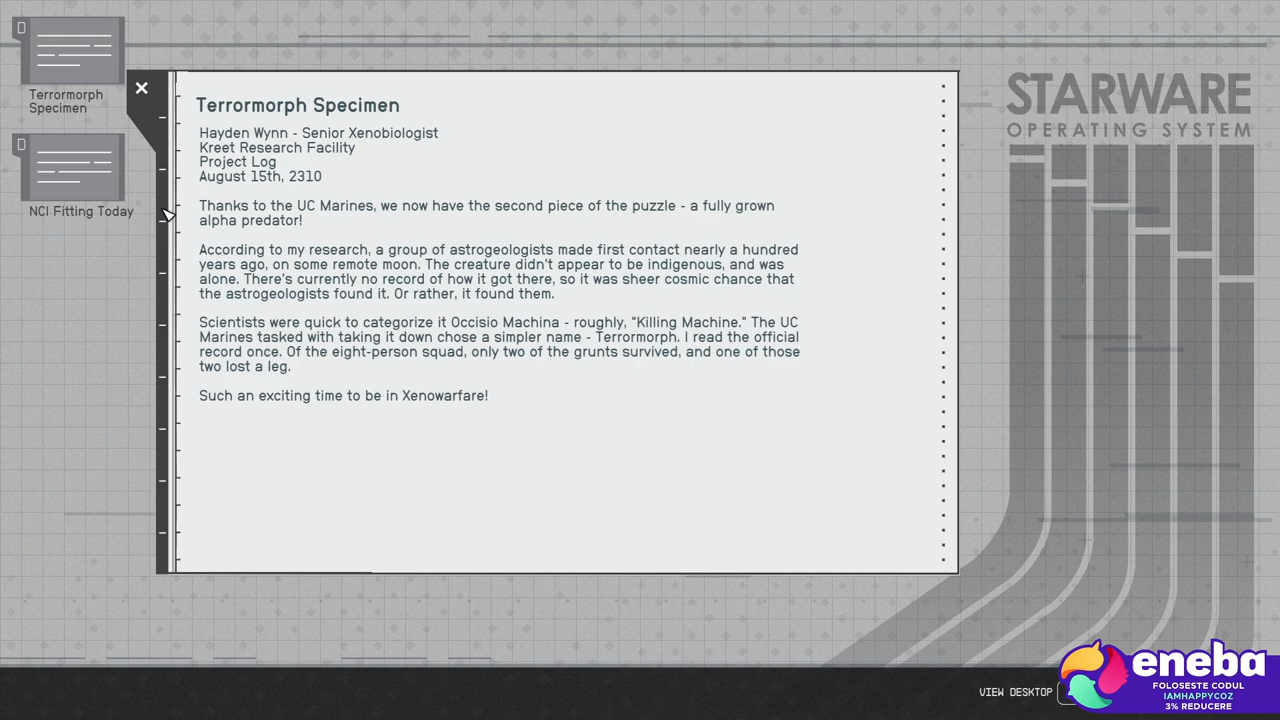 Terrormorph
Specimen
NCI Fitting Today
Terrormorph Specimen
Hayden Wynn - Senior Xenobiologist
Kreet Research Facility
Project Log
August 15th, 2310
Thanks to the UC Marines, we now have the second piece of the puzzle - a fully grown
alpha predator!
According to my research, a group of astrogeologists made first contact nearly a hundred
years ago, on some remote moon. The creature didn't appear to be indigenous, and was
alone. There's currently no record of how it got there, so it was sheer cosmic chance that
the astrogeologists found it. Or rather, it found them.
Scientists were quick to categorize it Occisio Machina - roughly, "Killing Machine." The UC
Marines tasked with taking it down chose a simpler name - Terrormorph. I read the official
record once. Of the eight-person squad, only two of the grunts survived, and one of those
two lost a leg.
Such an exciting time to be in Xenowarfare!
STARWARE
OPERATING SYSTEM
VIEW DESKTOP
eneba
FOLOSESTE CODUL
IAMHAPPYCOZ
3% REDUCERE